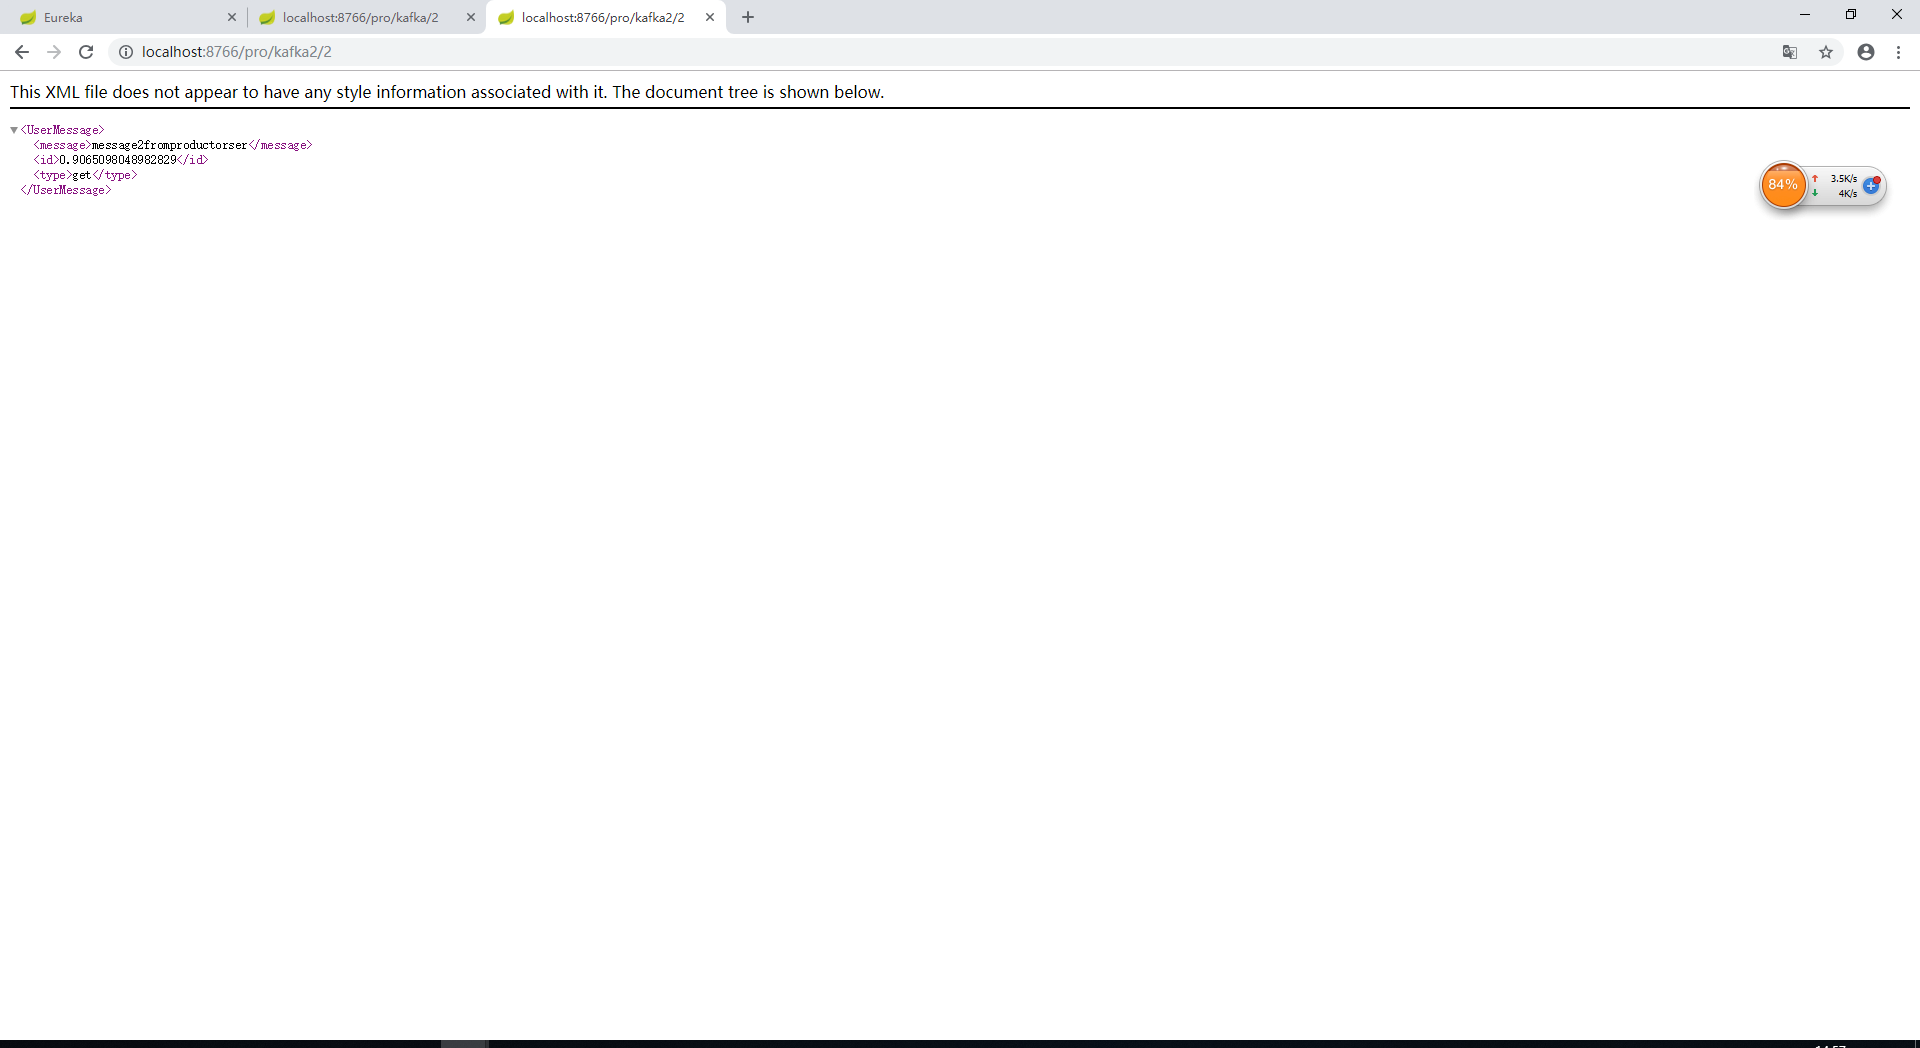 Eureka
localhost:8766/pro/kafka/2
localhost:8766/pro/kafka2/2
localhost:8766/pro/kafka2/2
This XML file does not appear to have any style information associated with it. The document tree is shown below.
<UserMessage>
<message>message2fromproductorser</message>
<id>0.9065098048982829</id>
<type>get</type>
</UserMessage>
84%
3.5K/s
4K/s